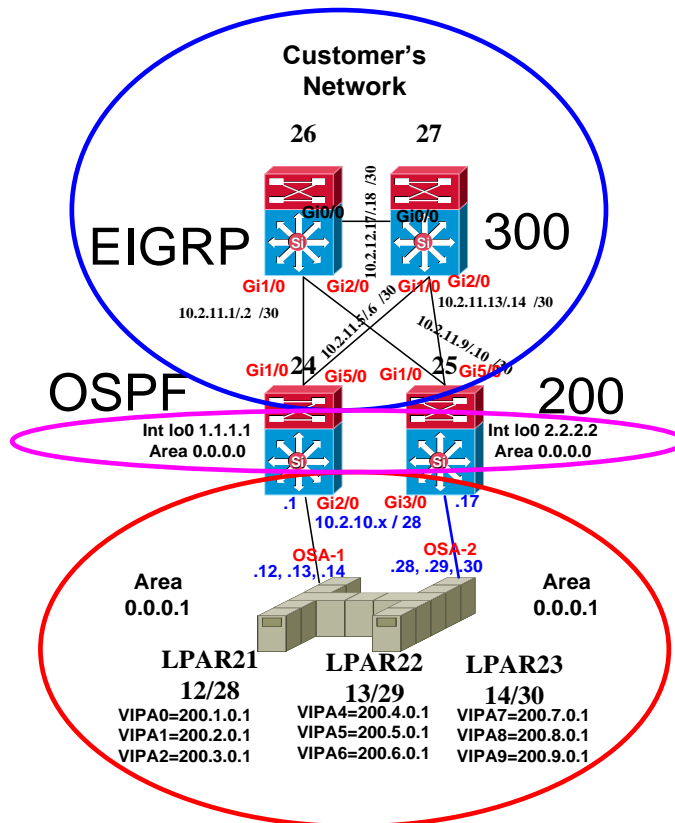 Customer's
Network
26
27
Gi0/0
10.2.12.17/.18 /30
Gi0/0
Si
Si
EIGRP
300
Gi1/0
Gi2/0
Gi1/0
Gi2/0
10.2.11.1/.2 /30
10.2.11.5/.6 /30
10.2.11.13/.14 /30
10.2.11.9/.10 /30
24
25
Gi1/0
Gi5/0
Gi1/0
Gi5/0
OSPF
200
Int lo0 1.1.1.1
Area 0.0.0.0
Int lo0 2.2.2.2
Area 0.0.0.0
Si
Si
.1
Gi2/0
Gi3/0
.17
10.2.10.x / 28
OSA-1
OSA-2
.12, .13, .14
.28, .29, .30
Area
0.0.0.1
Area
0.0.0.1
LPAR21
12/28
VIPA0=200.1.0.1
VIPA1=200.2.0.1
VIPA2=200.3.0.1
LPAR22
13/29
VIPA4=200.4.0.1
VIPA5=200.5.0.1
VIPA6=200.6.0.1
LPAR23
14/30
VIPA7=200.7.0.1
VIPA8=200.8.0.1
VIPA9=200.9.0.1